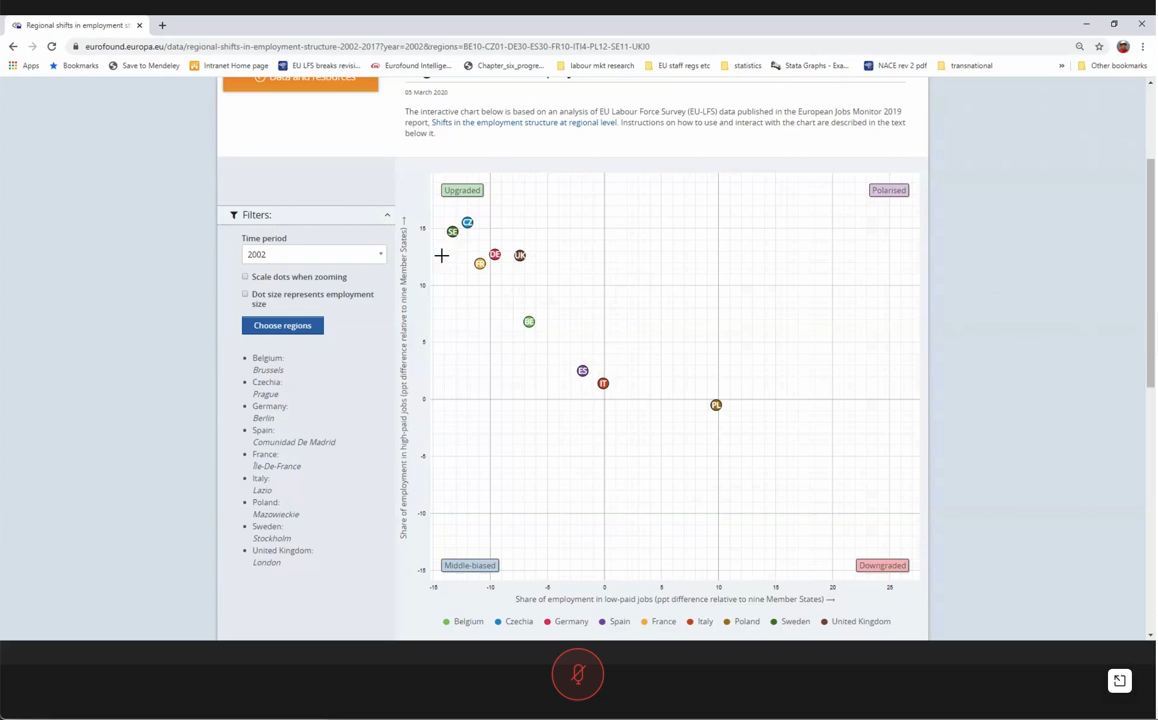 Regional shifts in employment st
eurofound.europa.eu/data/regional-shifts-in-employment-structure-2002-2017?year=2002&regions=BE10-CZ01-DE30-ES30-FR10-ITI4-PL12-SE11-UKI0
Apps Bookmarks Save to Mendeley Intranet Home page EU LFS breaks revisi... Eurofound Intellige... Chapter_six_progre... labour mkt research EU staff regs etc statistics Stata Graphs - Exa... NACE rev 2 pdf transnational » Other bookmarks
Data and resources
05 March 2020
The interactive chart below is based on an analysis of EU Labour Force Survey (EU-LFS) data published in the European Jobs Monitor 2019
report, Shifts in the employment structure at regional level. Instructions on how to use and interact with the chart are described in the text
below it.
Filters:
Time period
2002
Scale dots when zooming
Dot size represents employment
size
Choose regions
Belgium:
Brussels
Czechia:
Prague
Germany:
Berlin
Spain:
Comunidad De Madrid
France:
Île-De-France
Italy:
Lazio
Poland:
Mazowieckie
Sweden:
Stockholm
United Kingdom:
London
Share of employment in high-paid jobs (ppt difference relative to nine Member States) →
Upgraded
Polarised
15
10
5
0
-5
-10
-15
CZ
SE
DE
UK
FR
BE
ES
IT
PL
Middle-biased
Downgraded
-15 -10 -5 0 5 10 15 20 25
Share of employment in low-paid jobs (ppt difference relative to nine Member States) →
Belgium Czechia Germany Spain France Italy Poland Sweden United Kingdom